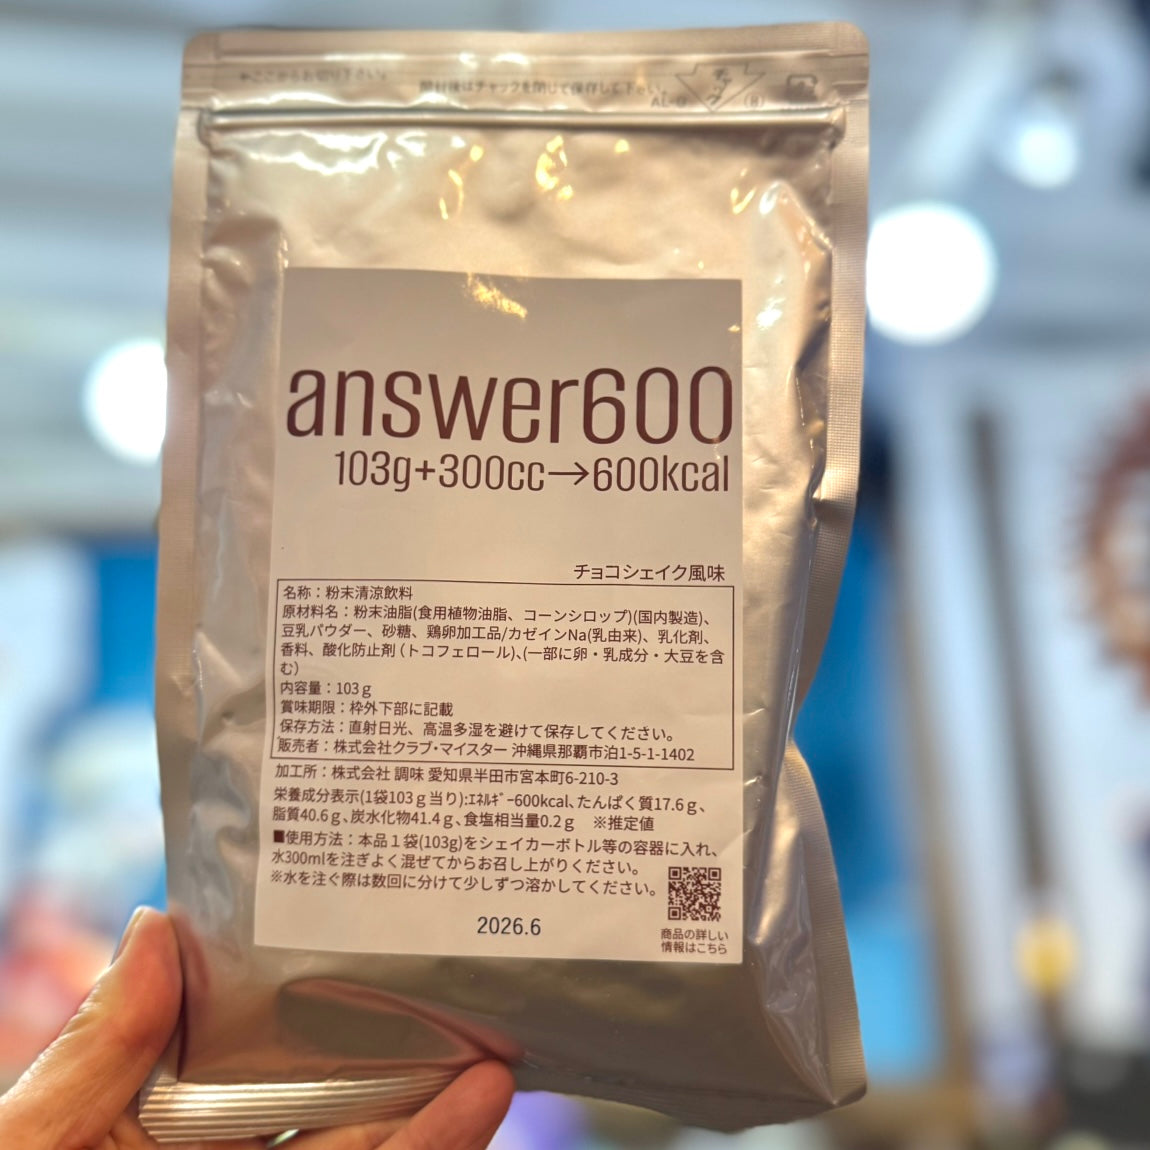 ここからお切り下さい。
開封後はチャックを閉じて保存して下さい。
AL-0
チャック
(8)
answer600
103g+300cc→600kcal
チョコシェイク風味
名称：粉末清涼飲料
原材料名：粉末油脂(食用植物油脂、コーンシロップ)(国内製造)、
豆乳パウダー、砂糖、鶏卵加工品/カゼインNa(乳由来)、乳化剤、
香料、酸化防止剤（トコフェロール)、(一部に卵・乳成分・大豆を含
む)
内容量：103ｇ
賞味期限：枠外下部に記載
保存方法：直射日光、高温多湿を避けて保存してください。
販売者：株式会社クラブ・マイスター 沖縄県那覇市泊1-5-1-1402
加工所：株式会社 調味 愛知県半田市宮本町6-210-3
栄養成分表示(1袋103ｇ当り):ｴﾈﾙｷﾞｰ600kcal、たんぱく質17.6ｇ、
脂質40.6ｇ、炭水化物41.4ｇ、食塩相当量0.2ｇ　※推定値
■使用方法：本品１袋(103g)をシェイカーボトル等の容器に入れ、
水300mlを注ぎよく混ぜてからお召し上がりください。
※水を注ぐ際は数回に分けて少しずつ溶かしてください。
2026.6
商品の詳しい
情報はこちら